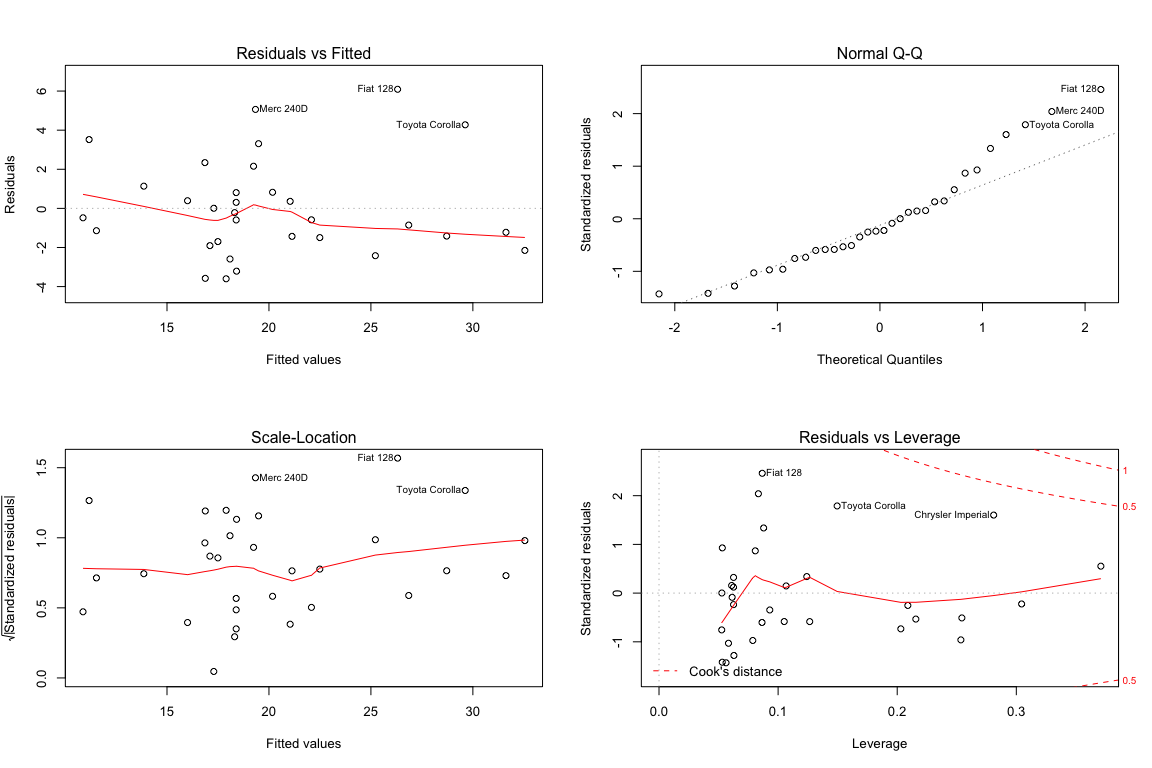 Residuals vs Fitted
Residuals
6
4
2
0
-2
-4
Fiat 128
Merc 240D
Toyota Corolla
15 20 25 30
Fitted values
Normal Q-Q
Standardized residuals
2
1
0
-1
Fiat 128
Merc 240D
Toyota Corolla
-2 -1 0 1 2
Theoretical Quantiles
Scale-Location
√|Standardized residuals|
1.5
1.0
0.5
0.0
Fiat 128
Merc 240D
Toyota Corolla
15 20 25 30
Fitted values
Residuals vs Leverage
Standardized residuals
2
1
0
-1
Fiat 128
Toyota Corolla
Chrysler Imperial
1
0.5
0.5
Cook's distance
0.0 0.1 0.2 0.3
Leverage